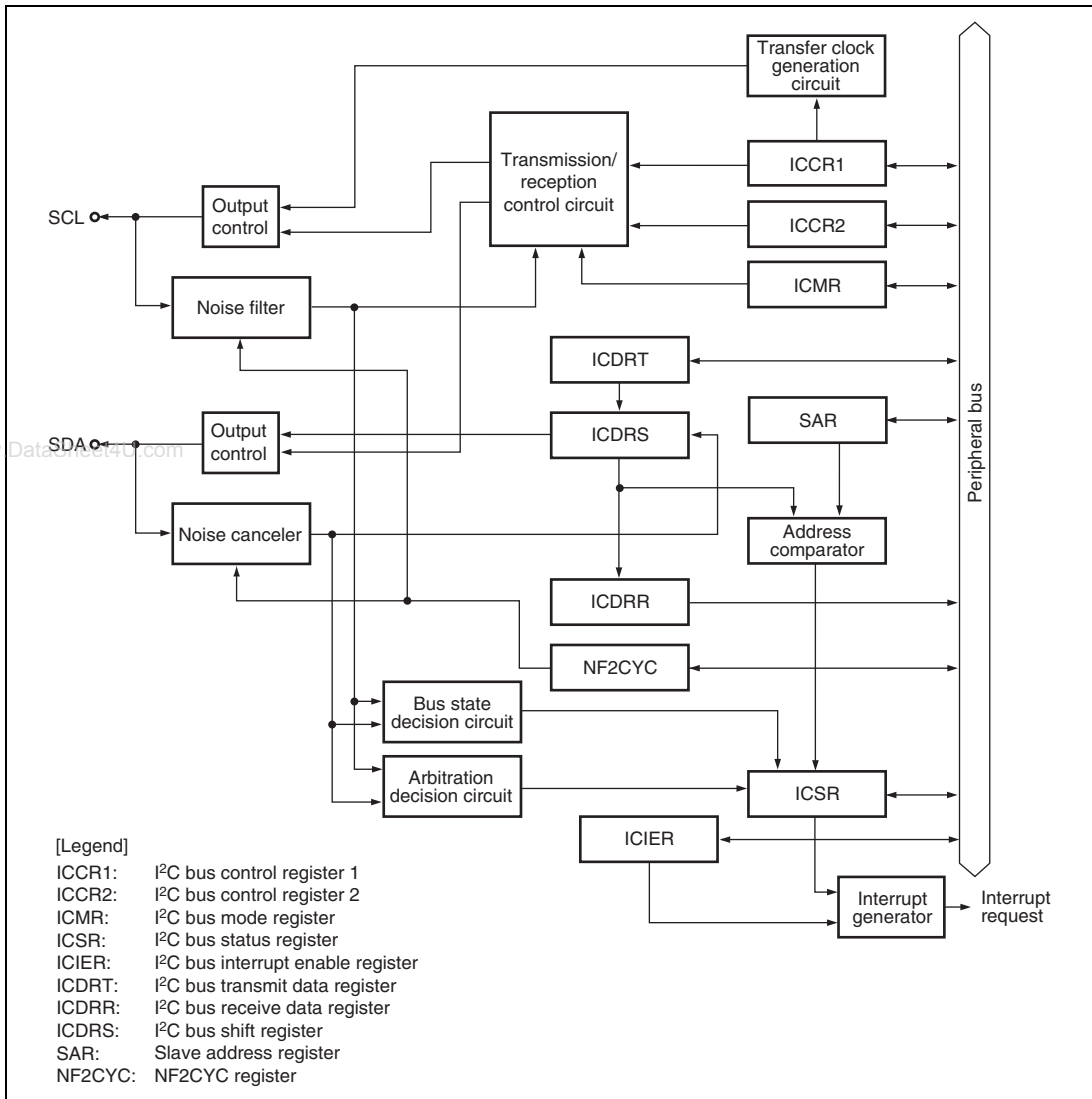 Transfer clock
generation
circuit
Transmission/
reception
control circuit
ICCR1
Output
control
SCL
ICCR2
ICMR
Noise filter
ICDRT
Peripheral bus
Output
control
ICDRS
SAR
SDA
DataSheet4U.com
Noise canceler
Address
comparator
ICDRR
NF2CYC
Bus state
decision circuit
Arbitration
decision circuit
ICSR
ICIER
Interrupt
generator
Interrupt
request
[Legend]
ICCR1: I²C bus control register 1
ICCR2: I²C bus control register 2
ICMR: I²C bus mode register
ICSR: I²C bus status register
ICIER: I²C bus interrupt enable register
ICDRT: I²C bus transmit data register
ICDRR: I²C bus receive data register
ICDRS: I²C bus shift register
SAR: Slave address register
NF2CYC: NF2CYC register